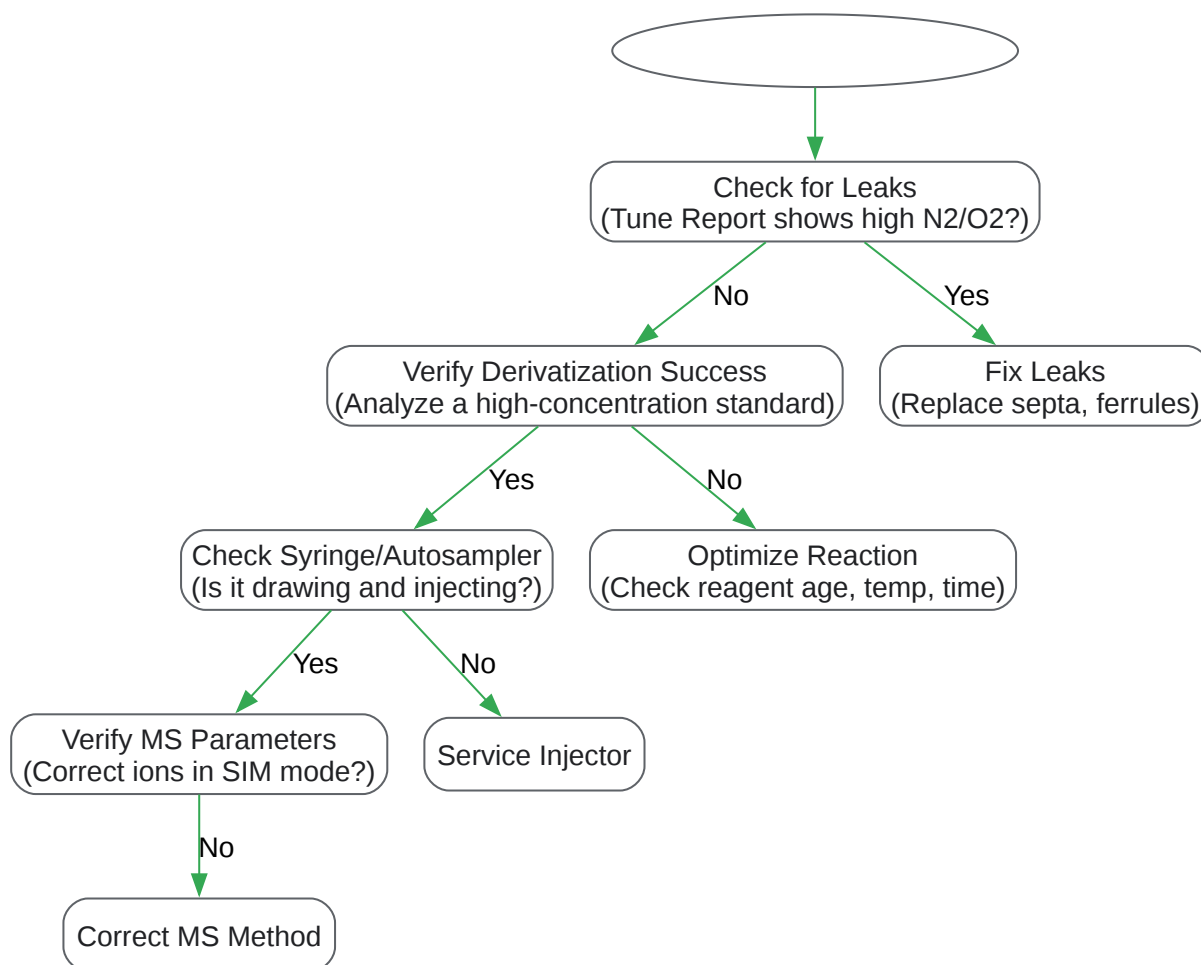 Check for Leaks
(Tune Report shows high N2/O2?)
No
Yes
Verify Derivatization Success
(Analyze a high-concentration standard)
Fix Leaks
(Replace septa, ferrules)
Yes
No
Check Syringe/Autosampler
(Is it drawing and injecting?)
Optimize Reaction
(Check reagent age, temp, time)
Yes
No
Verify MS Parameters
(Correct ions in SIM mode?)
Service Injector
No
Correct MS Method